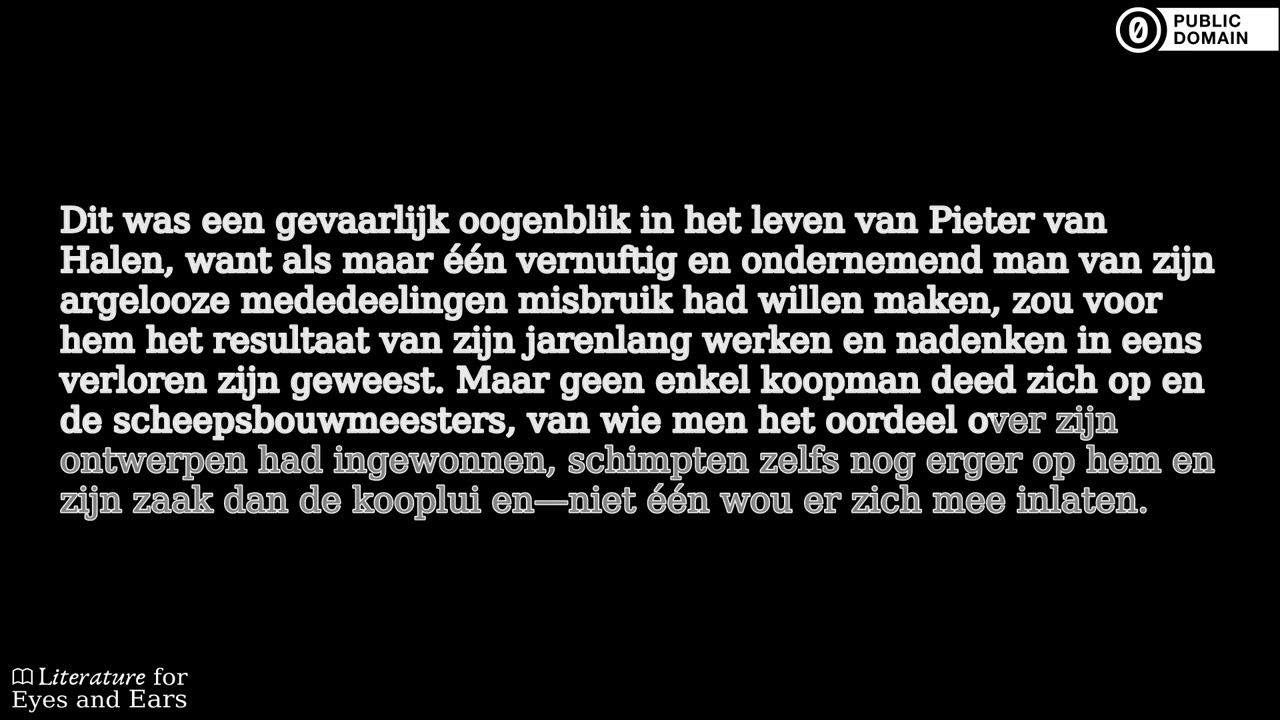 PUBLIC
DOMAIN
Dit was een gevaarlijk oogenblik in het leven van Pieter van
Halen, want als maar één vernuftig en ondernemend man van zijn
argelooze mededeelingen misbruik had willen maken, zou voor
hem het resultaat van zijn jarenlang werken en nadenken in eens
verloren zijn geweest. Maar geen enkel koopman deed zich op en
de scheepsbouwmeesters, van wie men het oordeel over zijn
ontwerpen had ingewonnen, schimpten zelfs nog erger op hem en
zijn zaak dan de kooplui en—niet één wou er zich mee inlaten.
Literature for
Eyes and Ears